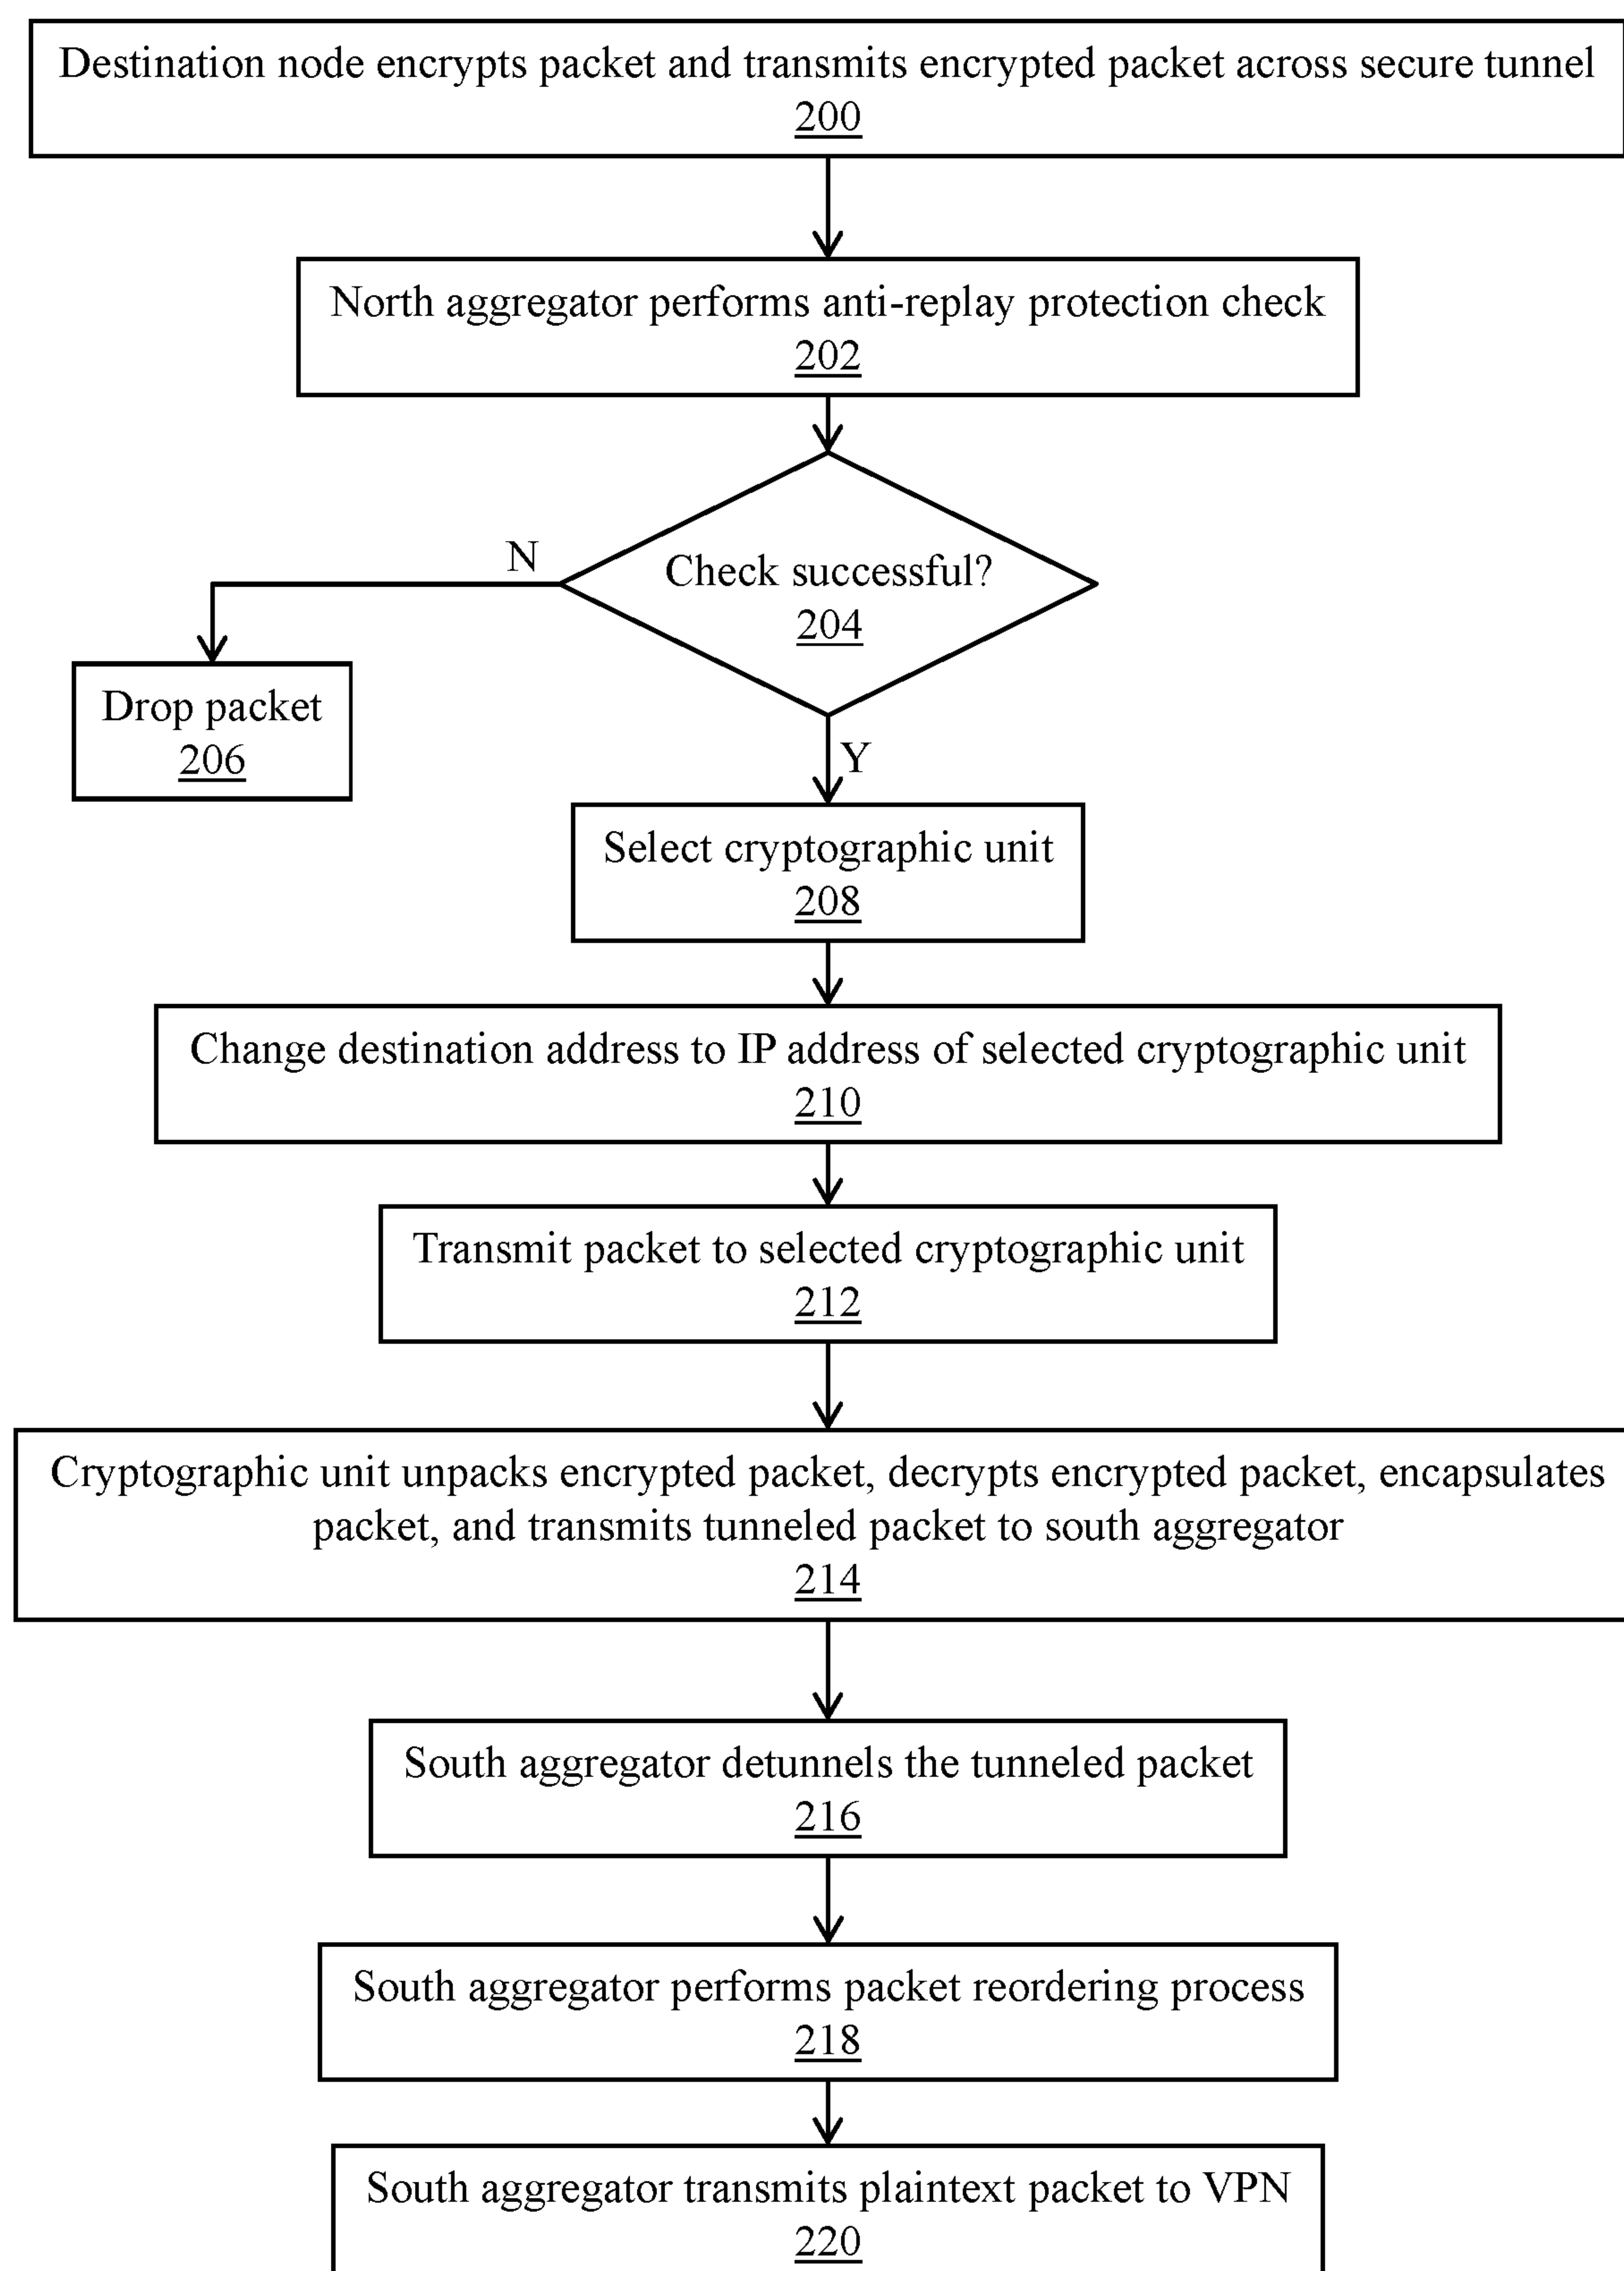 Destination node encrypts packet and transmits encrypted packet across secure tunnel
200
North aggregator performs anti-replay protection check
202
Check successful?
204
N
Drop packet
206
Y
Select cryptographic unit
208
Change destination address to IP address of selected cryptographic unit
210
Transmit packet to selected cryptographic unit
212
Cryptographic unit unpacks encrypted packet, decrypts encrypted packet, encapsulates
packet, and transmits tunneled packet to south aggregator
214
South aggregator detunnels the tunneled packet
216
South aggregator performs packet reordering process
218
South aggregator transmits plaintext packet to VPN
220